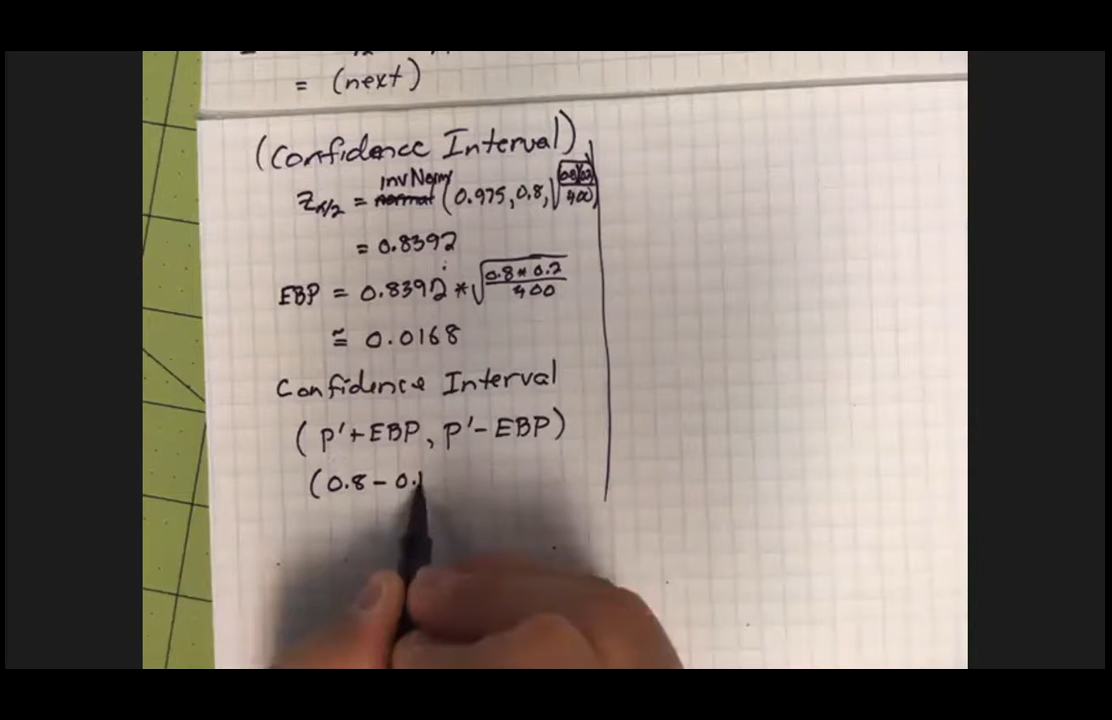 = (next)
(Confidence Interval)
invNorm
Zα/2 = normal (0.975, 0.8, √(0.8)(0.2)/400)
= 0.8392
EBP = 0.8392 * √0.8 * 0.2/400
≅ 0.0168
Confidence Interval
(P'+EBP, P'-EBP)
(0.8 - 0.